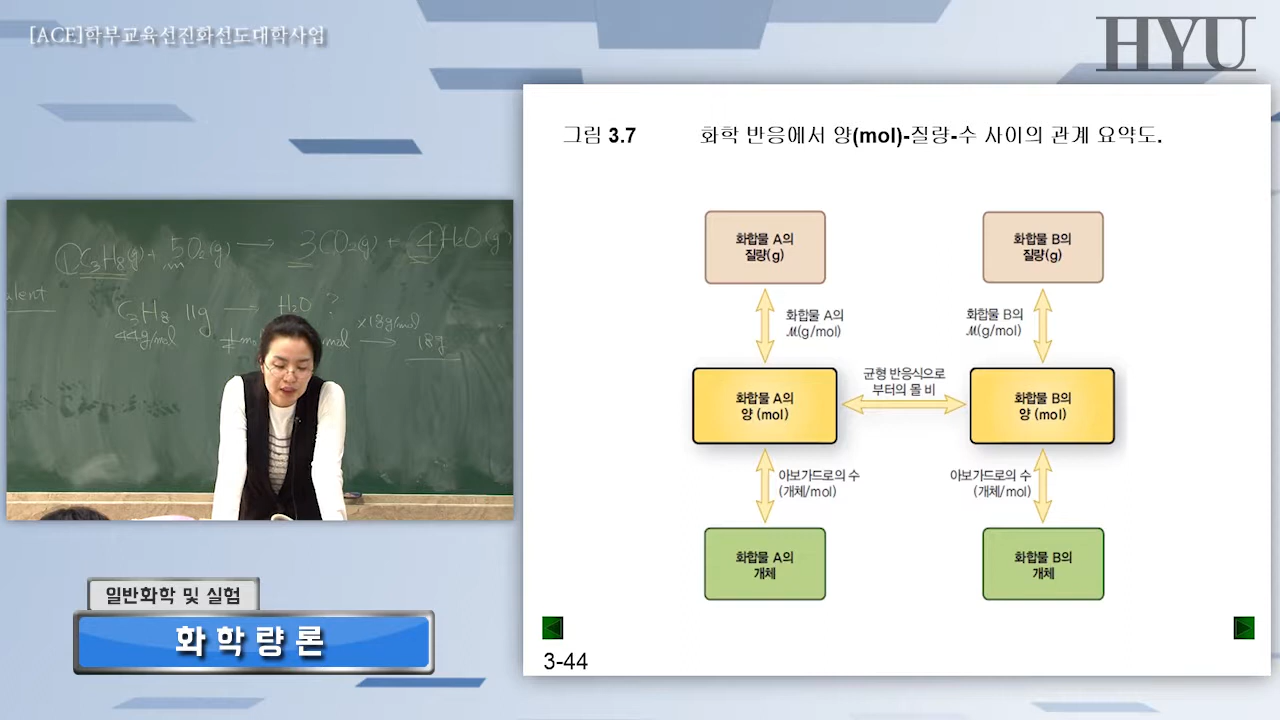 [ACE]학부교육선진화선도대학사업
HYU
그림 3.7 화학 반응에서 양(mol)-질량-수 사이의 관계 요약도.
화합물 A의
질량(g)
화합물 B의
질량(g)
화합물 A의
ℳ(g/mol)
화합물 B의
ℳ(g/mol)
균형 반응식으로
부터의 몰 비
화합물 A의
양 (mol)
화합물 B의
양 (mol)
아보가드로의 수
(개체/mol)
아보가드로의 수
(개체/mol)
화합물 A의
개체
화합물 B의
개체
3-44
①C₃H₈(g) + 5O₂(g) → 3CO₂(g) + ④H₂O(g)
C₃H₈ 11g → H₂O ?
44g/mol ×18g/mol
mol → 18g
일반화학 및 실험
화학량론